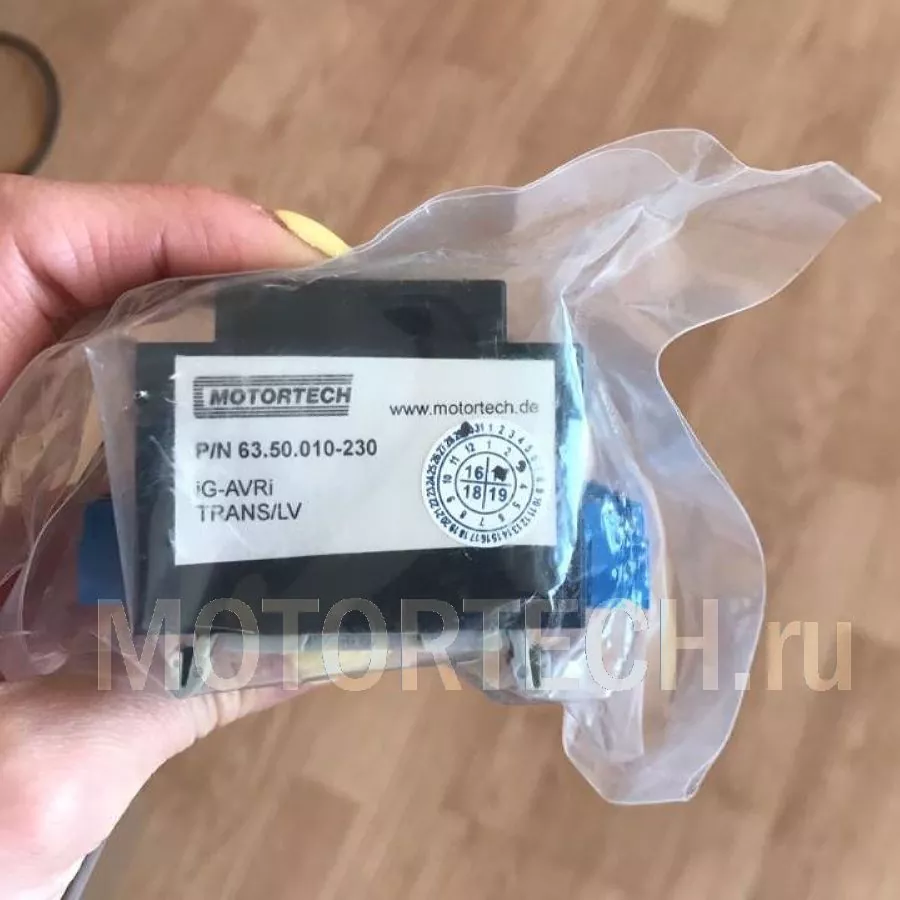 MOTORTECH
www.motortech.de
P/N 63.50.010-230
iG-AVRi
TRANS/LV
16
18 19
MOTORTECH.ru